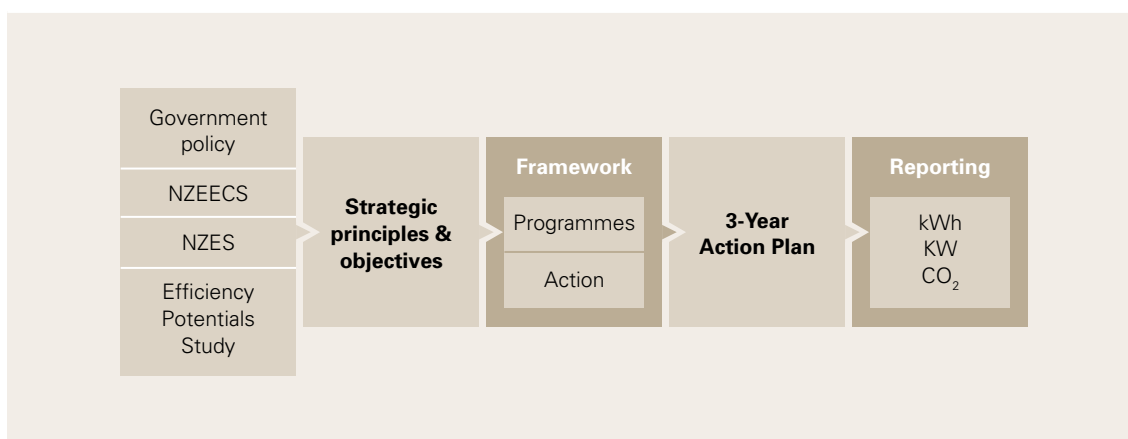 Government
policy
NZEECS
NZES
Efficiency
Potentials
Study
Strategic
principles &
objectives
Framework
Programmes
Action
3-Year
Action Plan
Reporting
kWh
KW
CO₂